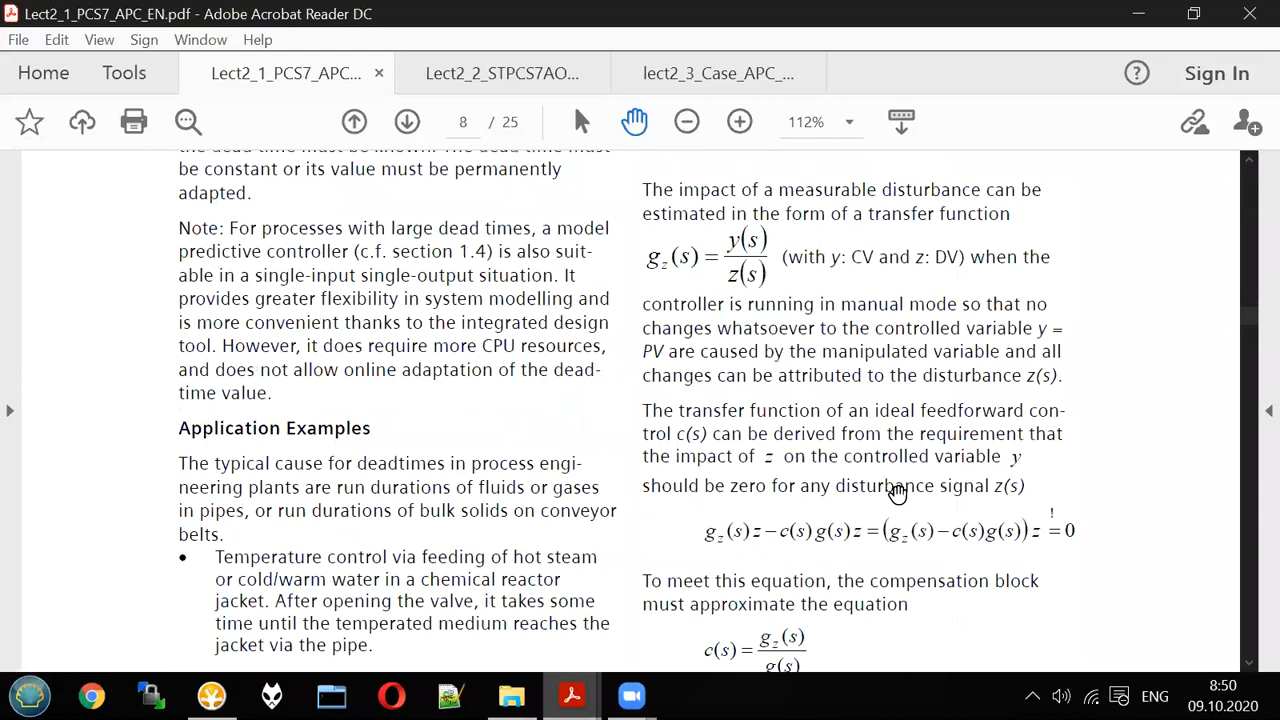 Lect2_1_PCS7_APC_EN.pdf - Adobe Acrobat Reader DC
File Edit View Sign Window Help
Home Tools Lect2_1_PCS7_APC... × Lect2_2_STPCS7AO... lect2_3_Case_APC_... Sign In
8 / 25 112%
the dead time must be known. The dead time must
be constant or its value must be permanently
adapted.
Note: For processes with large dead times, a model
predictive controller (c.f. section 1.4) is also suit-
able in a single-input single-output situation. It
provides greater flexibility in system modelling and
is more convenient thanks to the integrated design
tool. However, it does require more CPU resources,
and does not allow online adaptation of the dead-
time value.
Application Examples
The typical cause for deadtimes in process engi-
neering plants are run durations of fluids or gases
in pipes, or run durations of bulk solids on conveyor
belts.
• Temperature control via feeding of hot steam
or cold/warm water in a chemical reactor
jacket. After opening the valve, it takes some
time until the temperated medium reaches the
jacket via the pipe.
The impact of a measurable disturbance can be
estimated in the form of a transfer function
g_z(s) = y(s)/z(s) (with y: CV and z: DV) when the
controller is running in manual mode so that no
changes whatsoever to the controlled variable y =
PV are caused by the manipulated variable and all
changes can be attributed to the disturbance z(s).
The transfer function of an ideal feedforward con-
trol c(s) can be derived from the requirement that
the impact of z on the controlled variable y
should be zero for any disturbance signal z(s)
g_z(s)z − c(s)g(s)z = (g_z(s) − c(s)g(s))z =! 0
To meet this equation, the compensation block
must approximate the equation
c(s) = g_z(s)/g(s)
ENG
8:50
09.10.2020